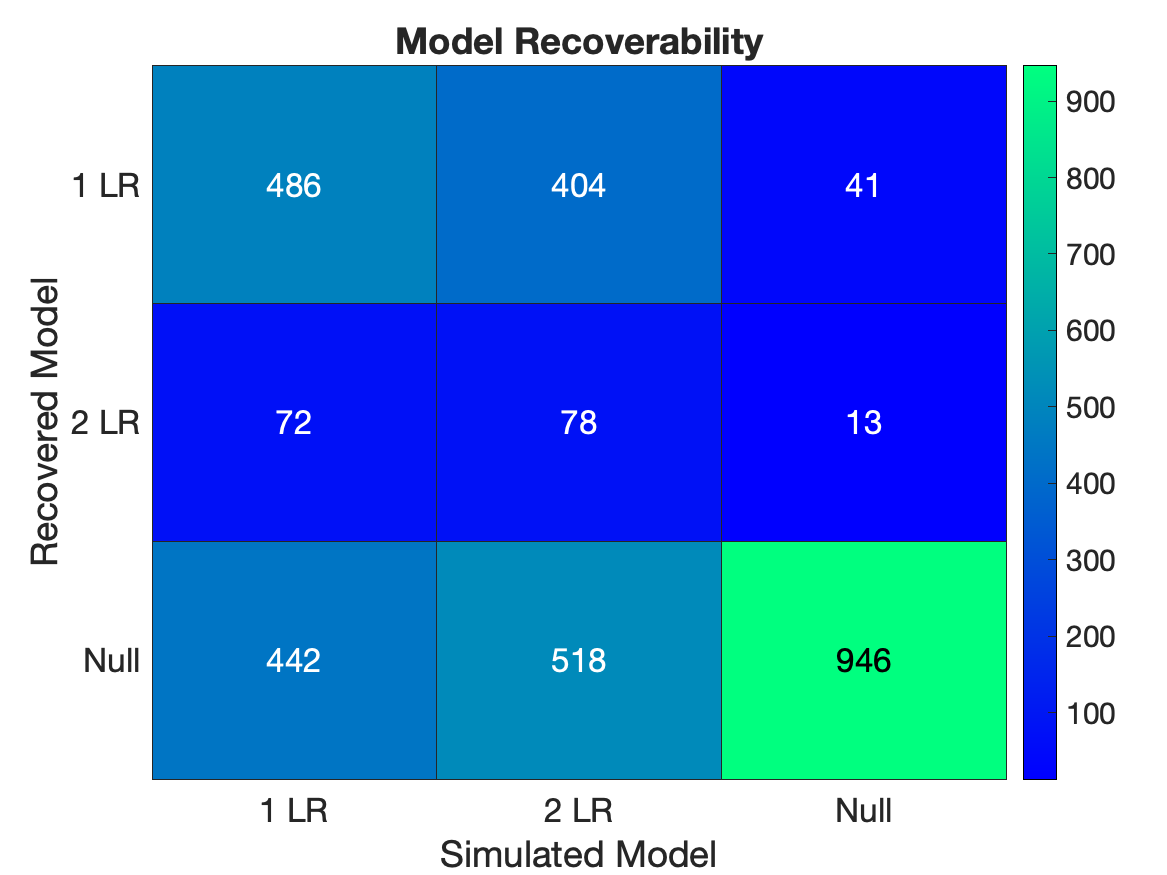 Model Recoverability
Recovered Model
1 LR
486 404 41
2 LR
72 78 13
Null
442 518 946
1 LR 2 LR Null
Simulated Model
900
800
700
600
500
400
300
200
100